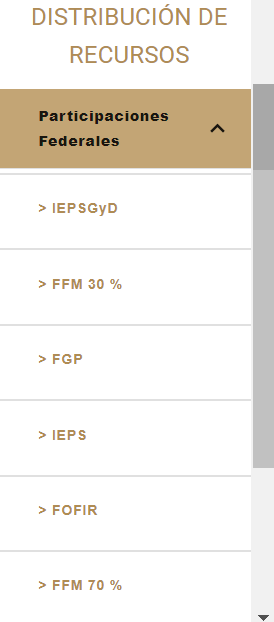 DISTRIBUCIÓN DE
RECURSOS
Participaciones
Federales
> IEPSGyD
> FFM 30 %
> FGP
> IEPS
> FOFIR
> FFM 70 %